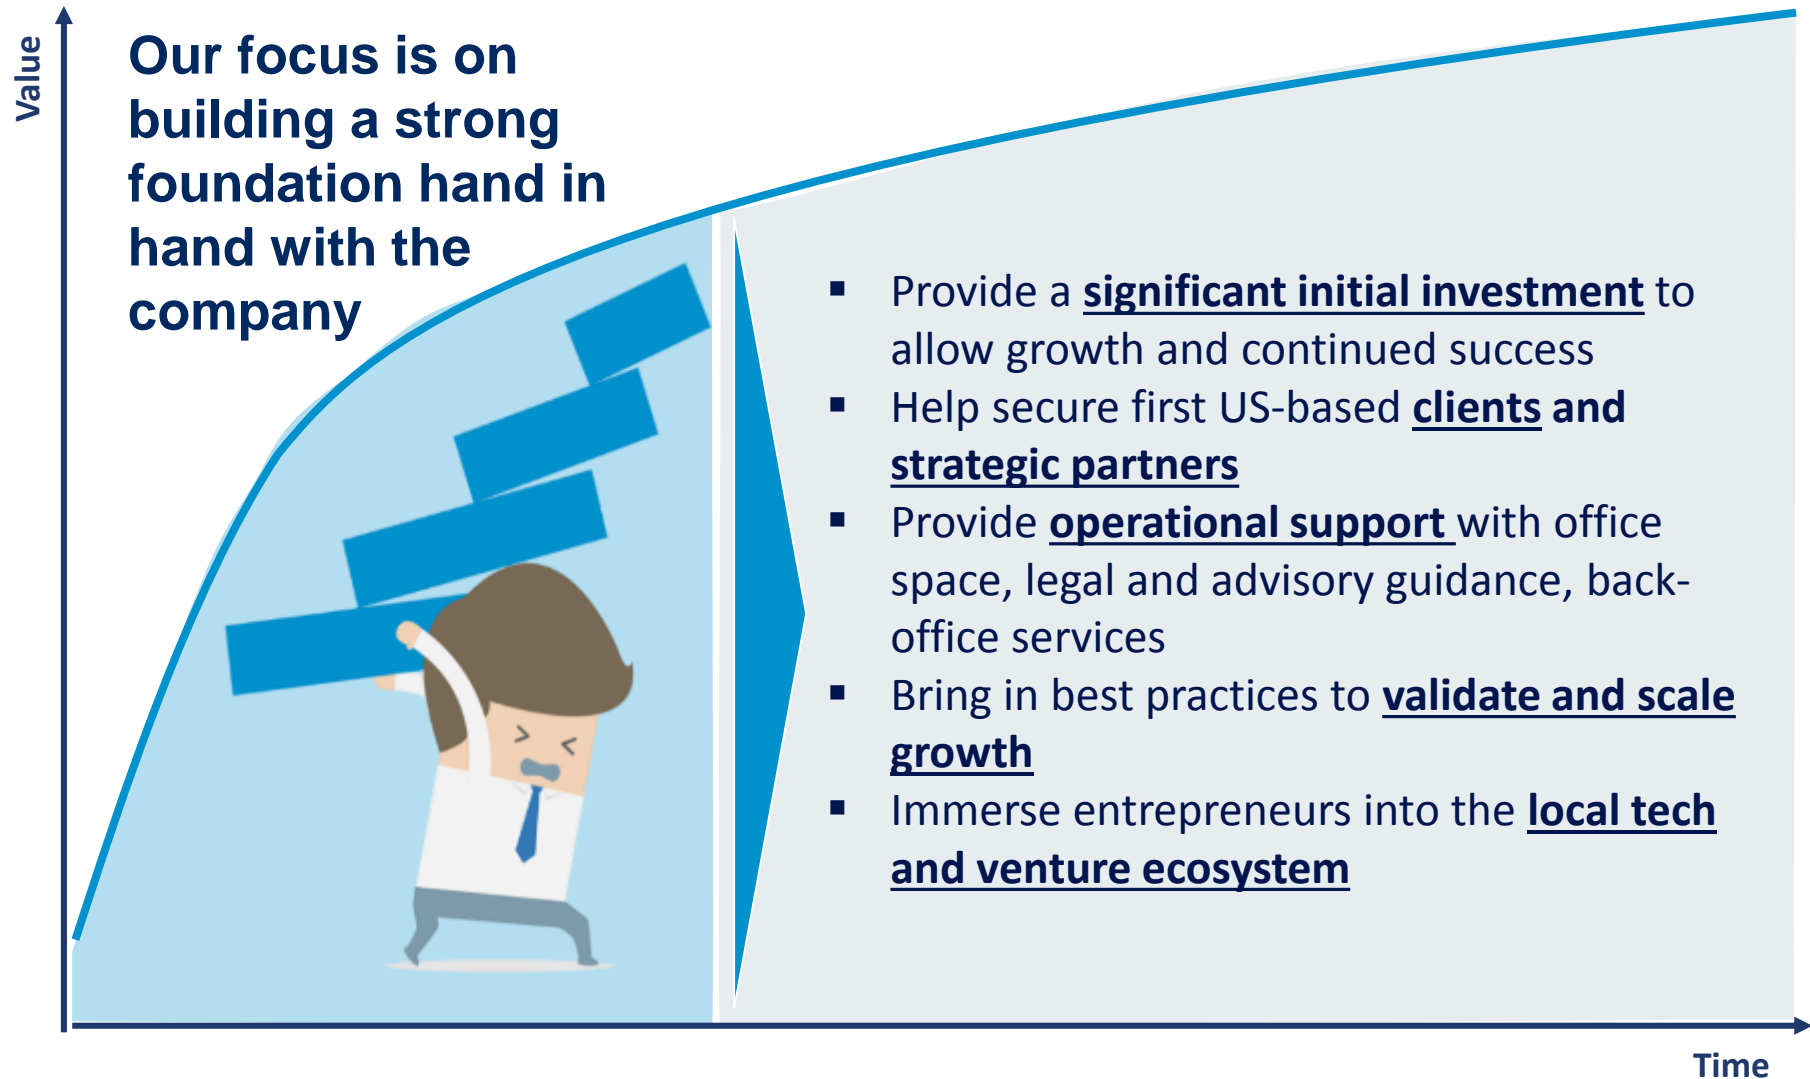 Value
Our focus is on
building a strong
foundation hand in
hand with the
company
▪ Provide a significant initial investment to
allow growth and continued success
▪ Help secure first US-based clients and
strategic partners
▪ Provide operational support with office
space, legal and advisory guidance, back-
office services
▪ Bring in best practices to validate and scale
growth
▪ Immerse entrepreneurs into the local tech
and venture ecosystem
Time